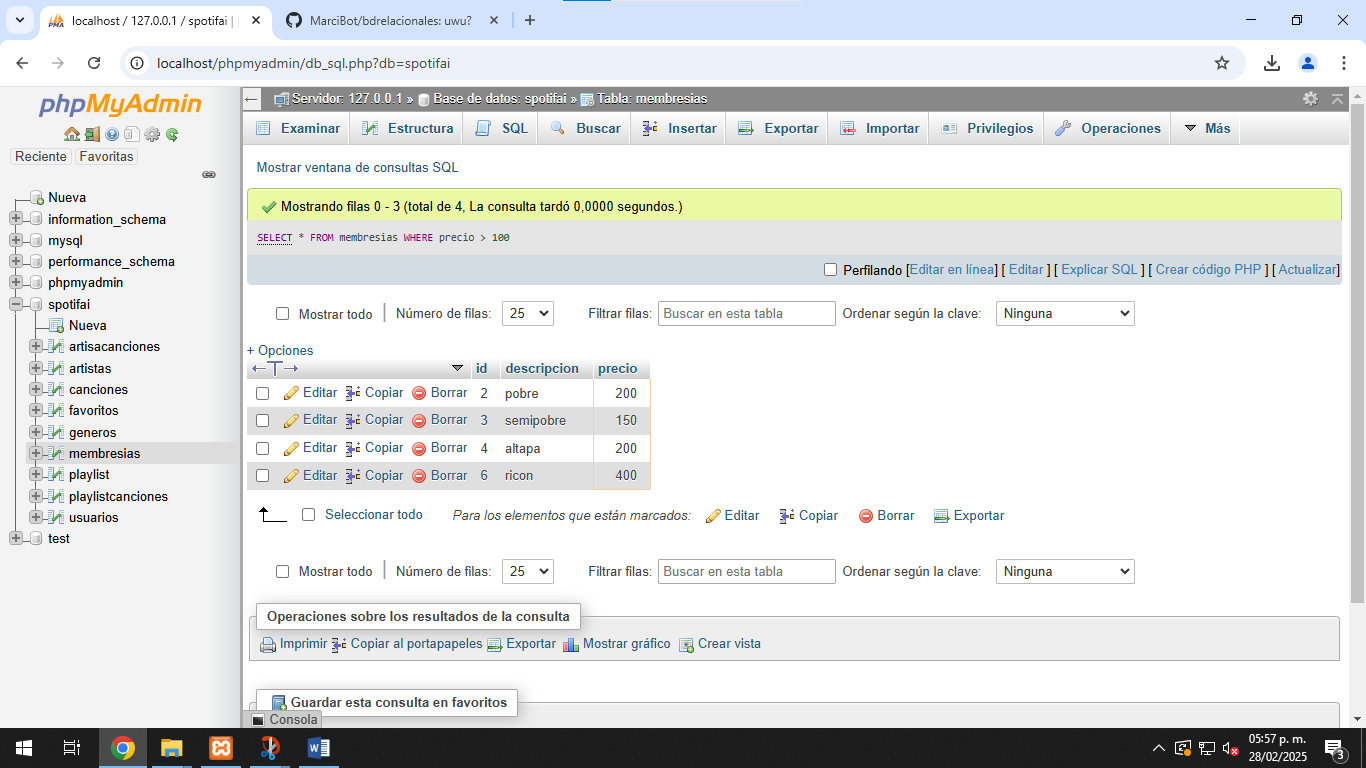 localhost / 127.0.0.1 / spotifai |
MarciBot/bdrelacionales: uwu?
localhost/phpmyadmin/db_sql.php?db=spotifai
phpMyAdmin
Reciente Favoritas
Nueva
information_schema
mysql
performance_schema
phpmyadmin
spotifai
Nueva
artisacanciones
artistas
canciones
favoritos
generos
membresias
playlist
playlistcanciones
usuarios
test
Servidor: 127.0.0.1 » Base de datos: spotifai » Tabla: membresias
Examinar Estructura SQL Buscar Insertar Exportar Importar Privilegios Operaciones Más
Mostrar ventana de consultas SQL
Mostrando filas 0 - 3 (total de 4, La consulta tardó 0,0000 segundos.)
SELECT * FROM membresias WHERE precio > 100
Perfilando [Editar en línea] [ Editar ] [ Explicar SQL ] [ Crear código PHP ] [ Actualizar]
Mostrar todo Número de filas: 25 Filtrar filas: Buscar en esta tabla Ordenar según la clave: Ninguna
+ Opciones
id descripcion precio
Editar Copiar Borrar 2 pobre 200
Editar Copiar Borrar 3 semipobre 150
Editar Copiar Borrar 4 altapa 200
Editar Copiar Borrar 6 ricon 400
Seleccionar todo Para los elementos que están marcados: Editar Copiar Borrar Exportar
Mostrar todo Número de filas: 25 Filtrar filas: Buscar en esta tabla Ordenar según la clave: Ninguna
Operaciones sobre los resultados de la consulta
Imprimir Copiar al portapapeles Exportar Mostrar gráfico Crear vista
Guardar esta consulta en favoritos
Consola
05:57 p. m.
28/02/2025
3